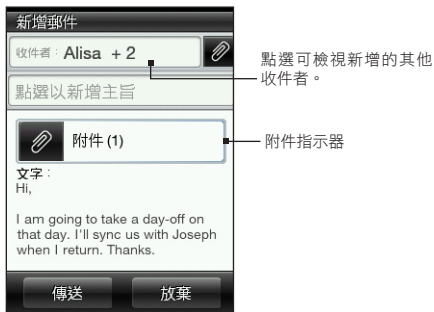 新增郵件
收件者：Alisa + 2
點選以新增主旨
附件 (1)
文字：
Hi,
I am going to take a day-off on
that day. I'll sync us with Joseph
when I return. Thanks.
傳送
放棄
點選可檢視新增的其他
收件者。
附件指示器